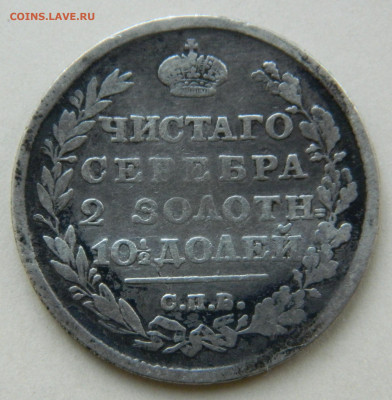 COINS.LAVE.RU
ЧИСТАГО
СЕРЕБРА
2 ЗОЛОТН=
10½ ДОЛЕЙ
С.П.Б.